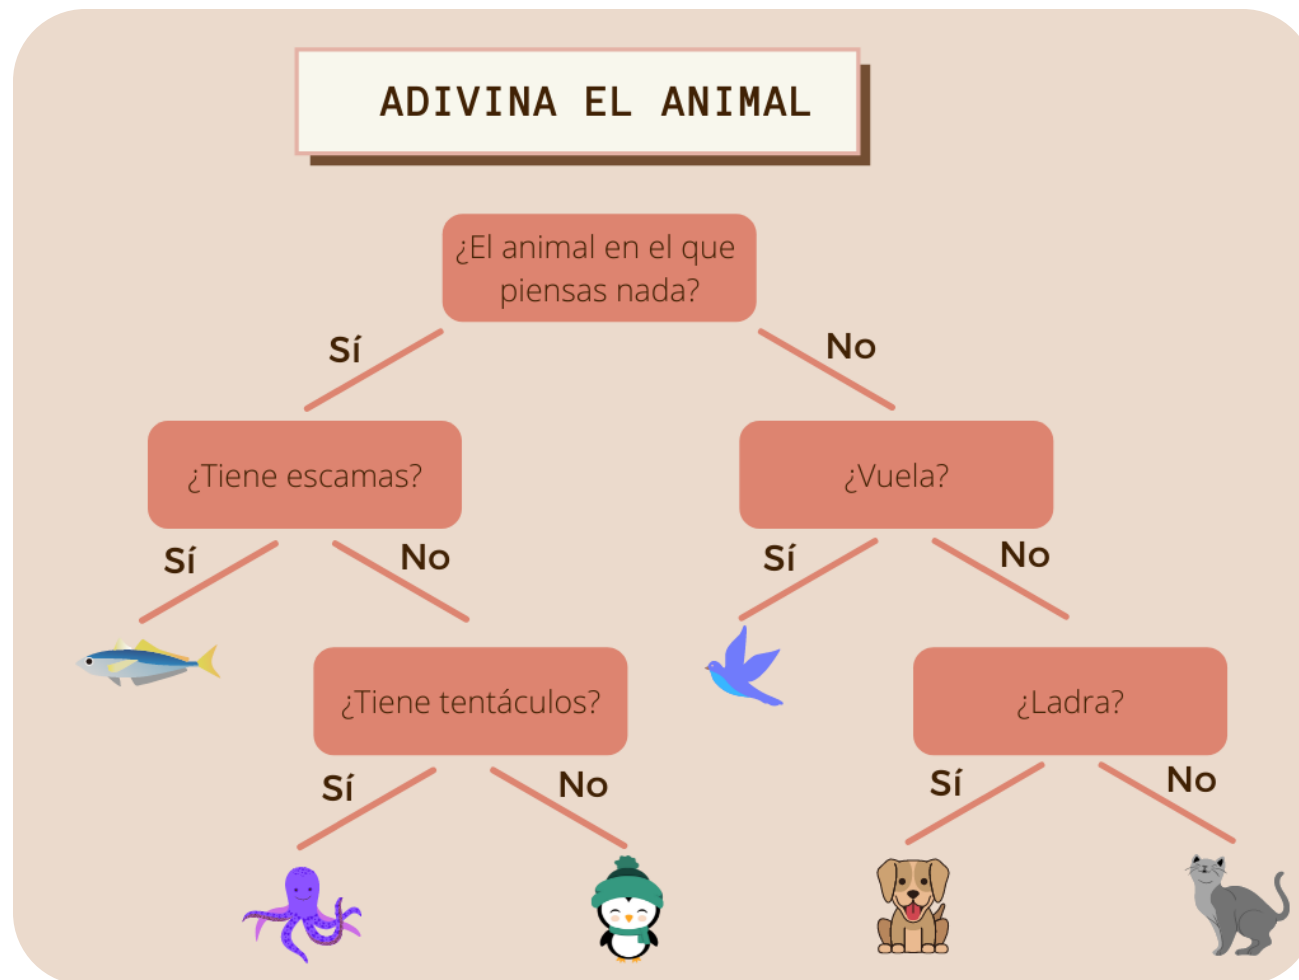 ADIVINA EL ANIMAL
¿El animal en el que
piensas nada?
Sí
No
¿Tiene escamas?
¿Vuela?
Sí
No
Sí
No
¿Tiene tentáculos?
¿Ladra?
Sí
No
Sí
No